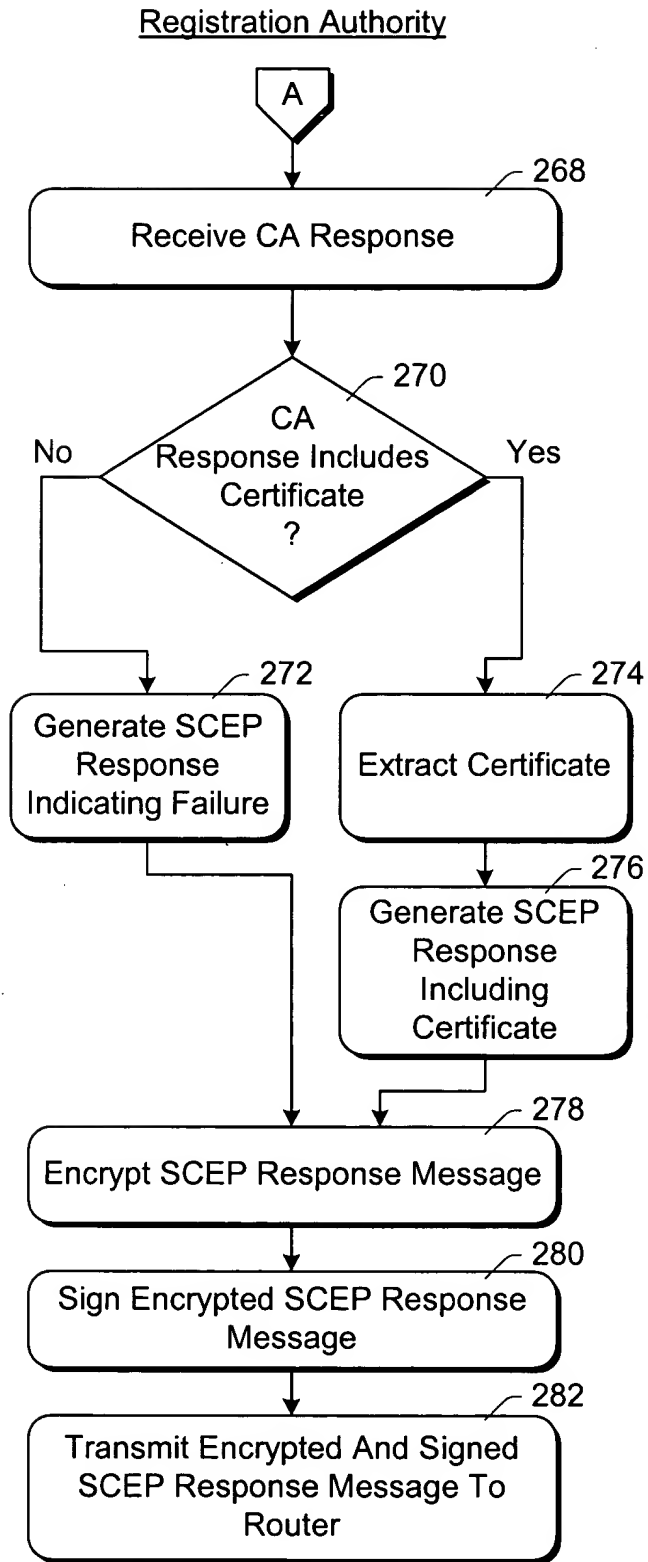 Registration Authority
A
268
Receive CA Response
270
CA
Response Includes
Certificate
?
No
Yes
272
Generate SCEP
Response
Indicating Failure
274
Extract Certificate
276
Generate SCEP
Response
Including
Certificate
278
Encrypt SCEP Response Message
280
Sign Encrypted SCEP Response
Message
282
Transmit Encrypted And Signed
SCEP Response Message To
Router